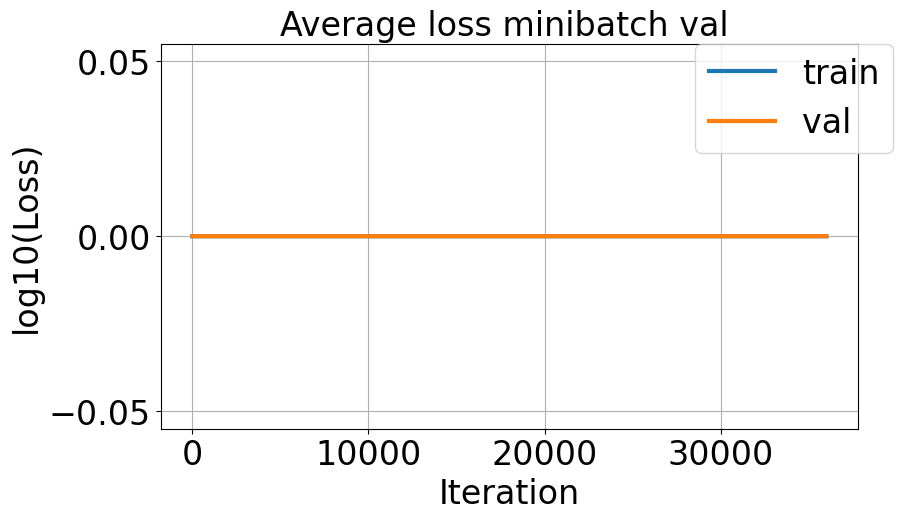 Average loss minibatch val
train
val
log10(Loss)
0.05
0.00
−0.05
0 10000 20000 30000
Iteration